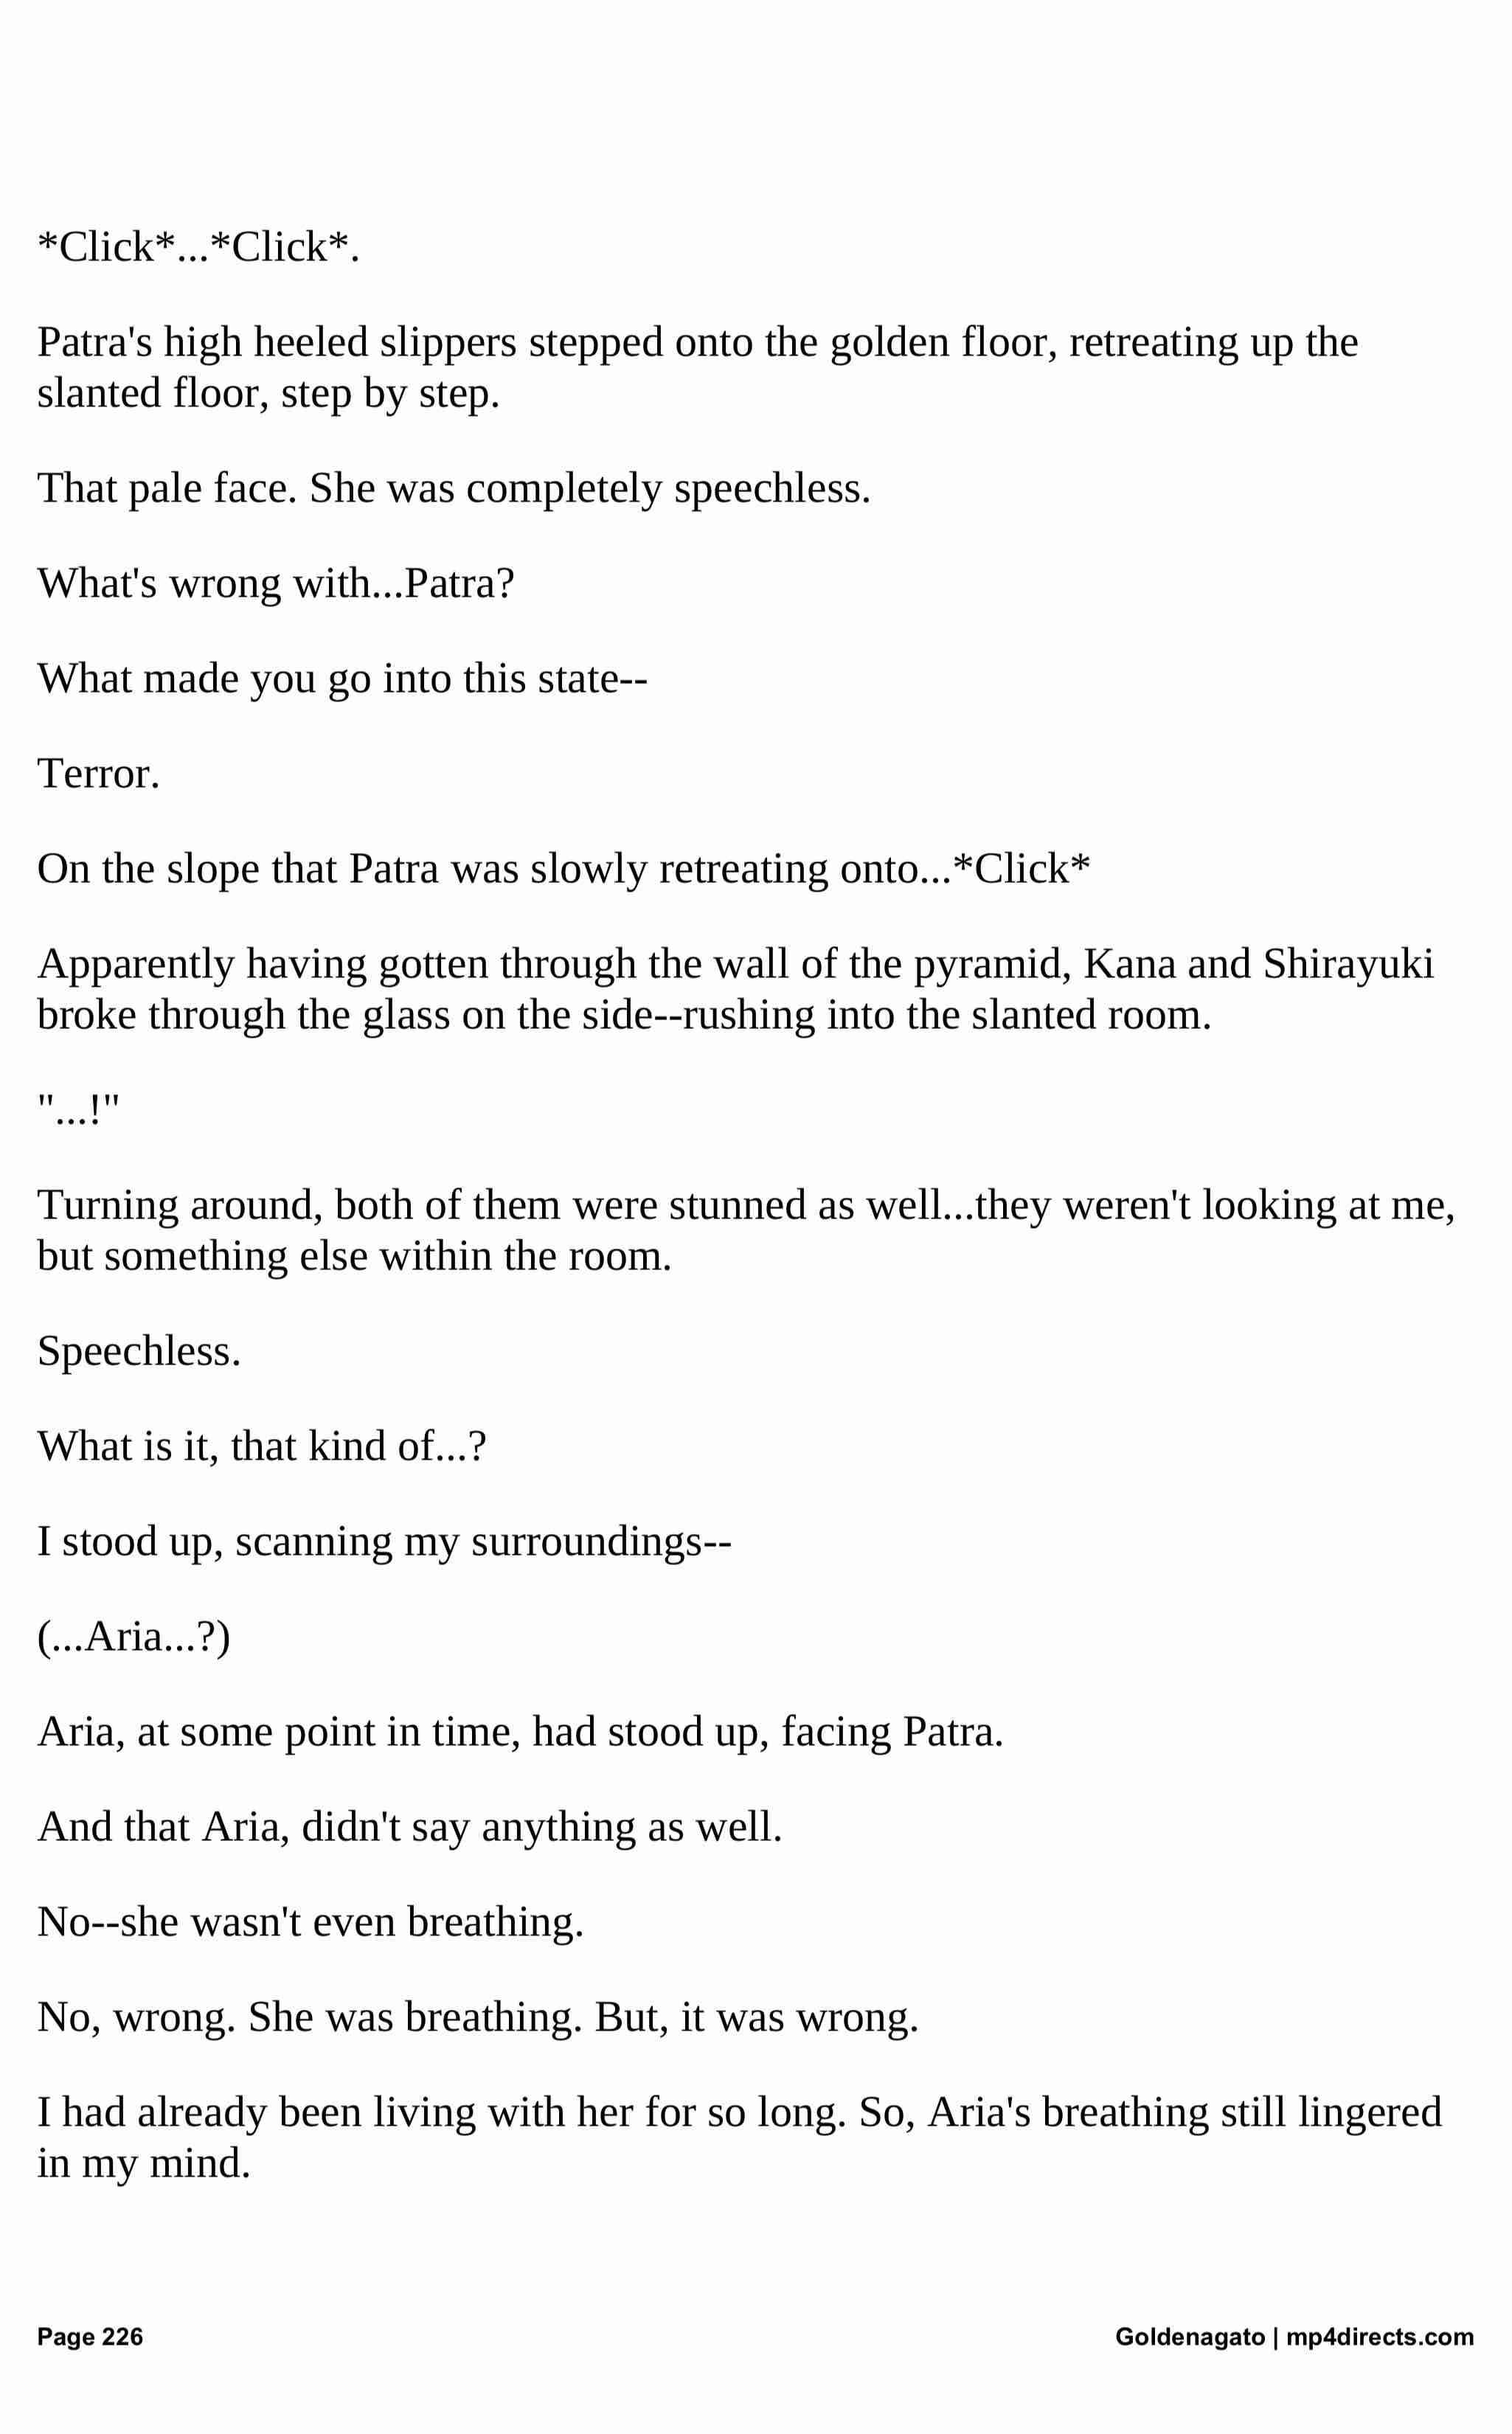 *Click*...*Click*.
Patra's high heeled slippers stepped onto the golden floor, retreating up the
slanted floor, step by step.
That pale face. She was completely speechless.
What's wrong with...Patra?
What made you go into this state--
Terror.
On the slope that Patra was slowly retreating onto...*Click*
Apparently having gotten through the wall of the pyramid, Kana and Shirayuki
broke through the glass on the side--rushing into the slanted room.
"...!"
Turning around, both of them were stunned as well...they weren't looking at me,
but something else within the room.
Speechless.
What is it, that kind of...?
I stood up, scanning my surroundings--
(...Aria...?)
Aria, at some point in time, had stood up, facing Patra.
And that Aria, didn't say anything as well.
No--she wasn't even breathing.
No, wrong. She was breathing. But, it was wrong.
I had already been living with her for so long. So, Aria's breathing still lingered
in my mind.
Page 226
Goldenagato | mp4directs.com